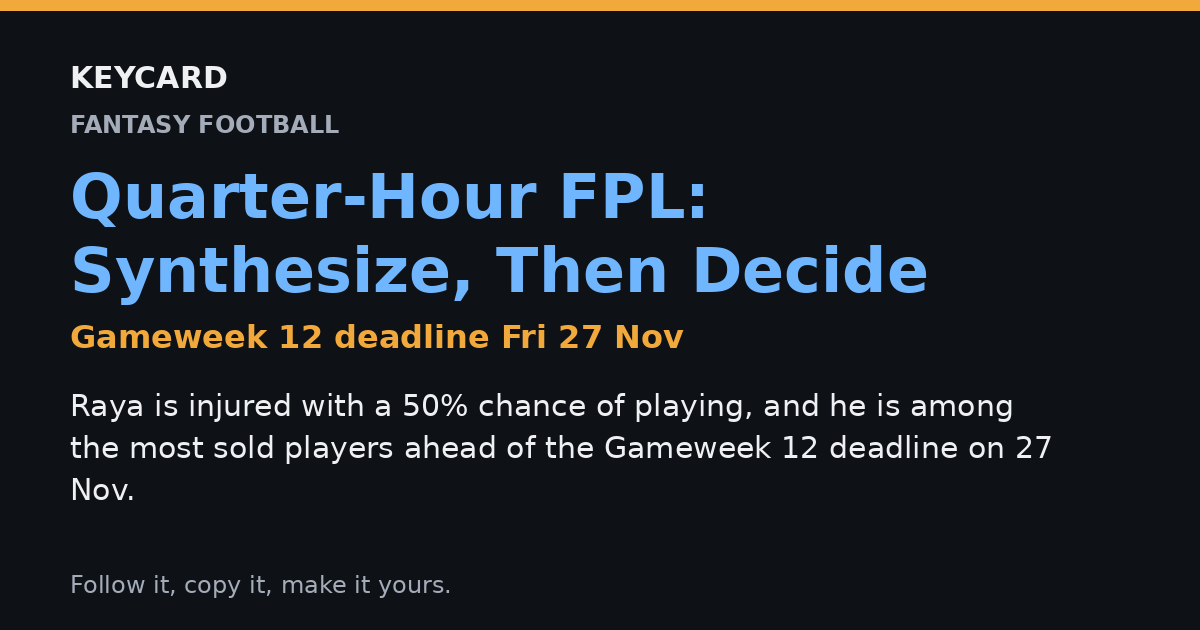 KEYCARD
FANTASY FOOTBALL
Quarter-Hour FPL:
Synthesize, Then Decide
Gameweek 12 deadline Fri 27 Nov
Raya is injured with a 50% chance of playing, and he is among
the most sold players ahead of the Gameweek 12 deadline on 27
Nov.
Follow it, copy it, make it yours.